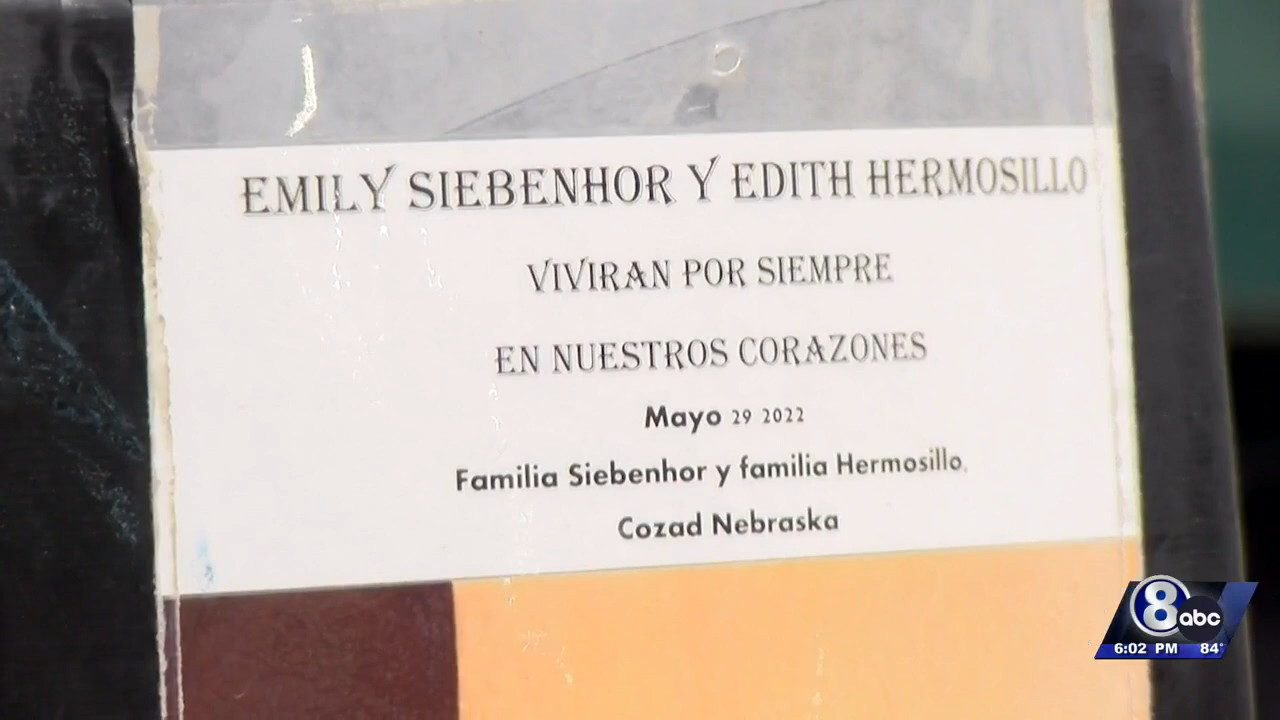 EMILY SIEBENHOR Y EDITH HERMOSILLO
VIVIRAN POR SIEMPRE
EN NUESTROS CORAZONES
Mayo 29 2022
Familia Siebenhor y familia Hermosillo,
Cozad Nebraska
8 abc
6:02 PM 84°